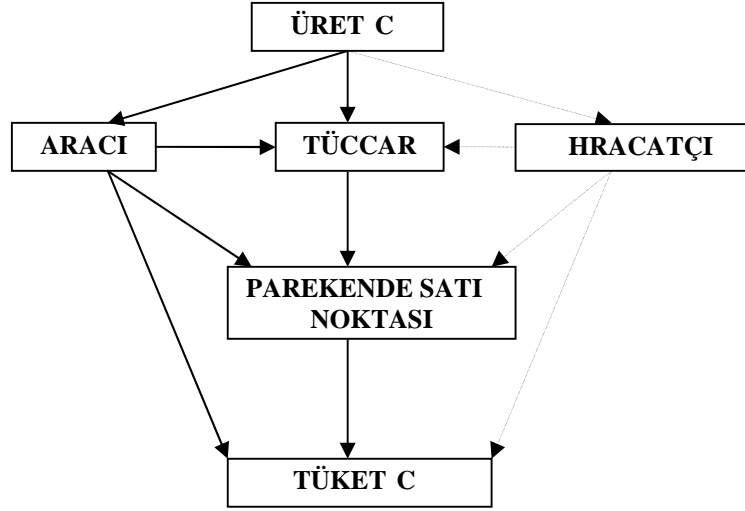 ÜRET C
ARACI
TÜCCAR
HRACATÇI
PAREKENDE SATI
NOKTASI
TÜKET C